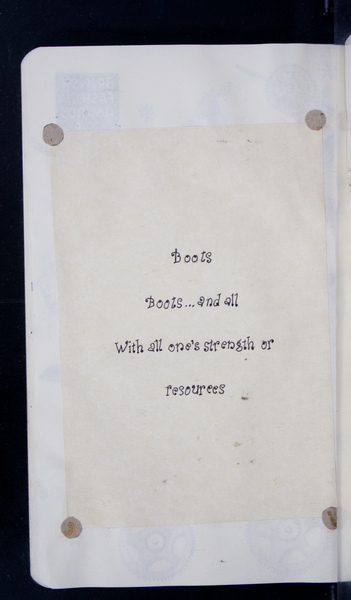 Boots
Boots...and all
With all one's strength or
resources